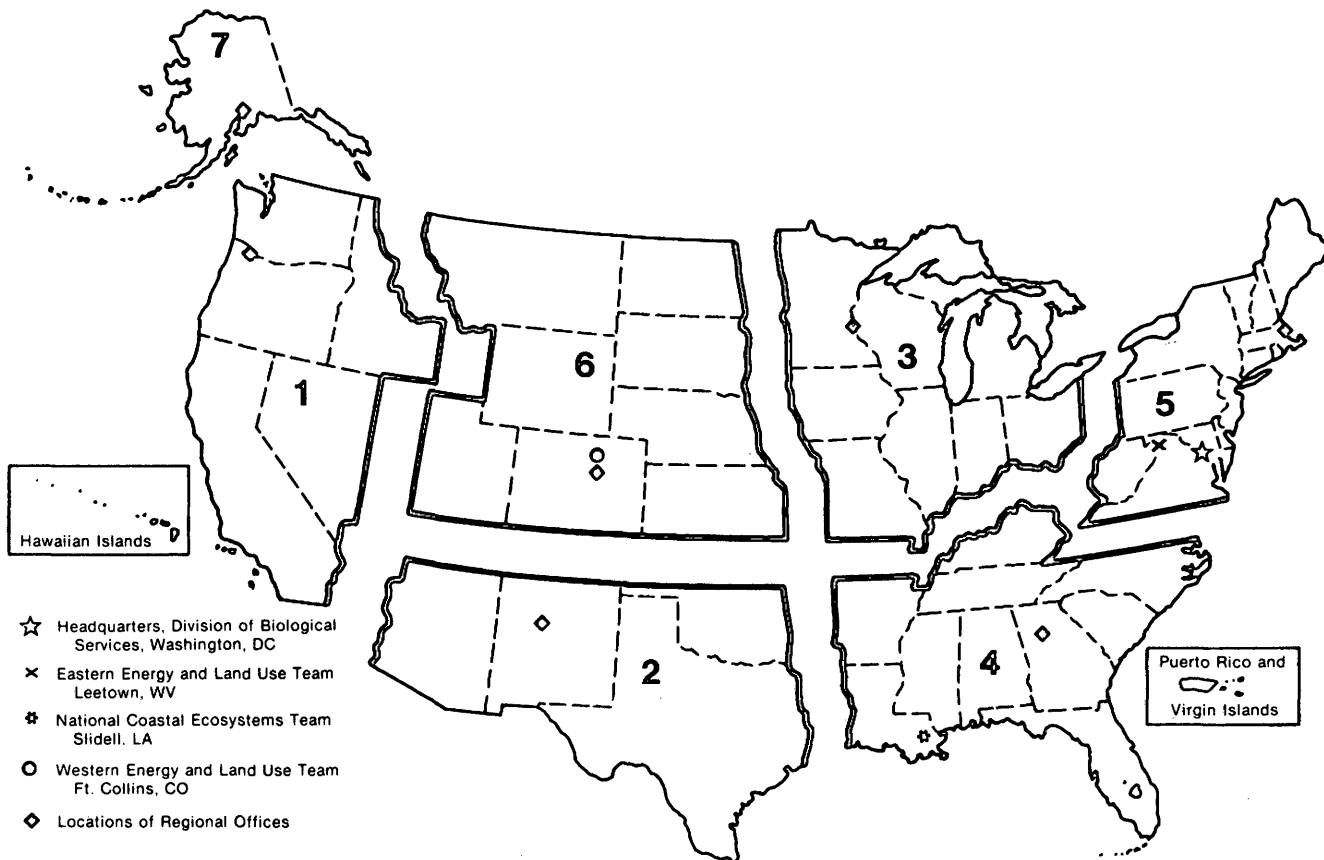 7
6
3
1
5
Hawaiian Islands
Headquarters, Division of Biological
Services, Washington, DC
Eastern Energy and Land Use Team
Leetown, WV
National Coastal Ecosystems Team
Slidell, LA
Western Energy and Land Use Team
Ft. Collins, CO
Locations of Regional Offices
2
4
Puerto Rico and
Virgin Islands